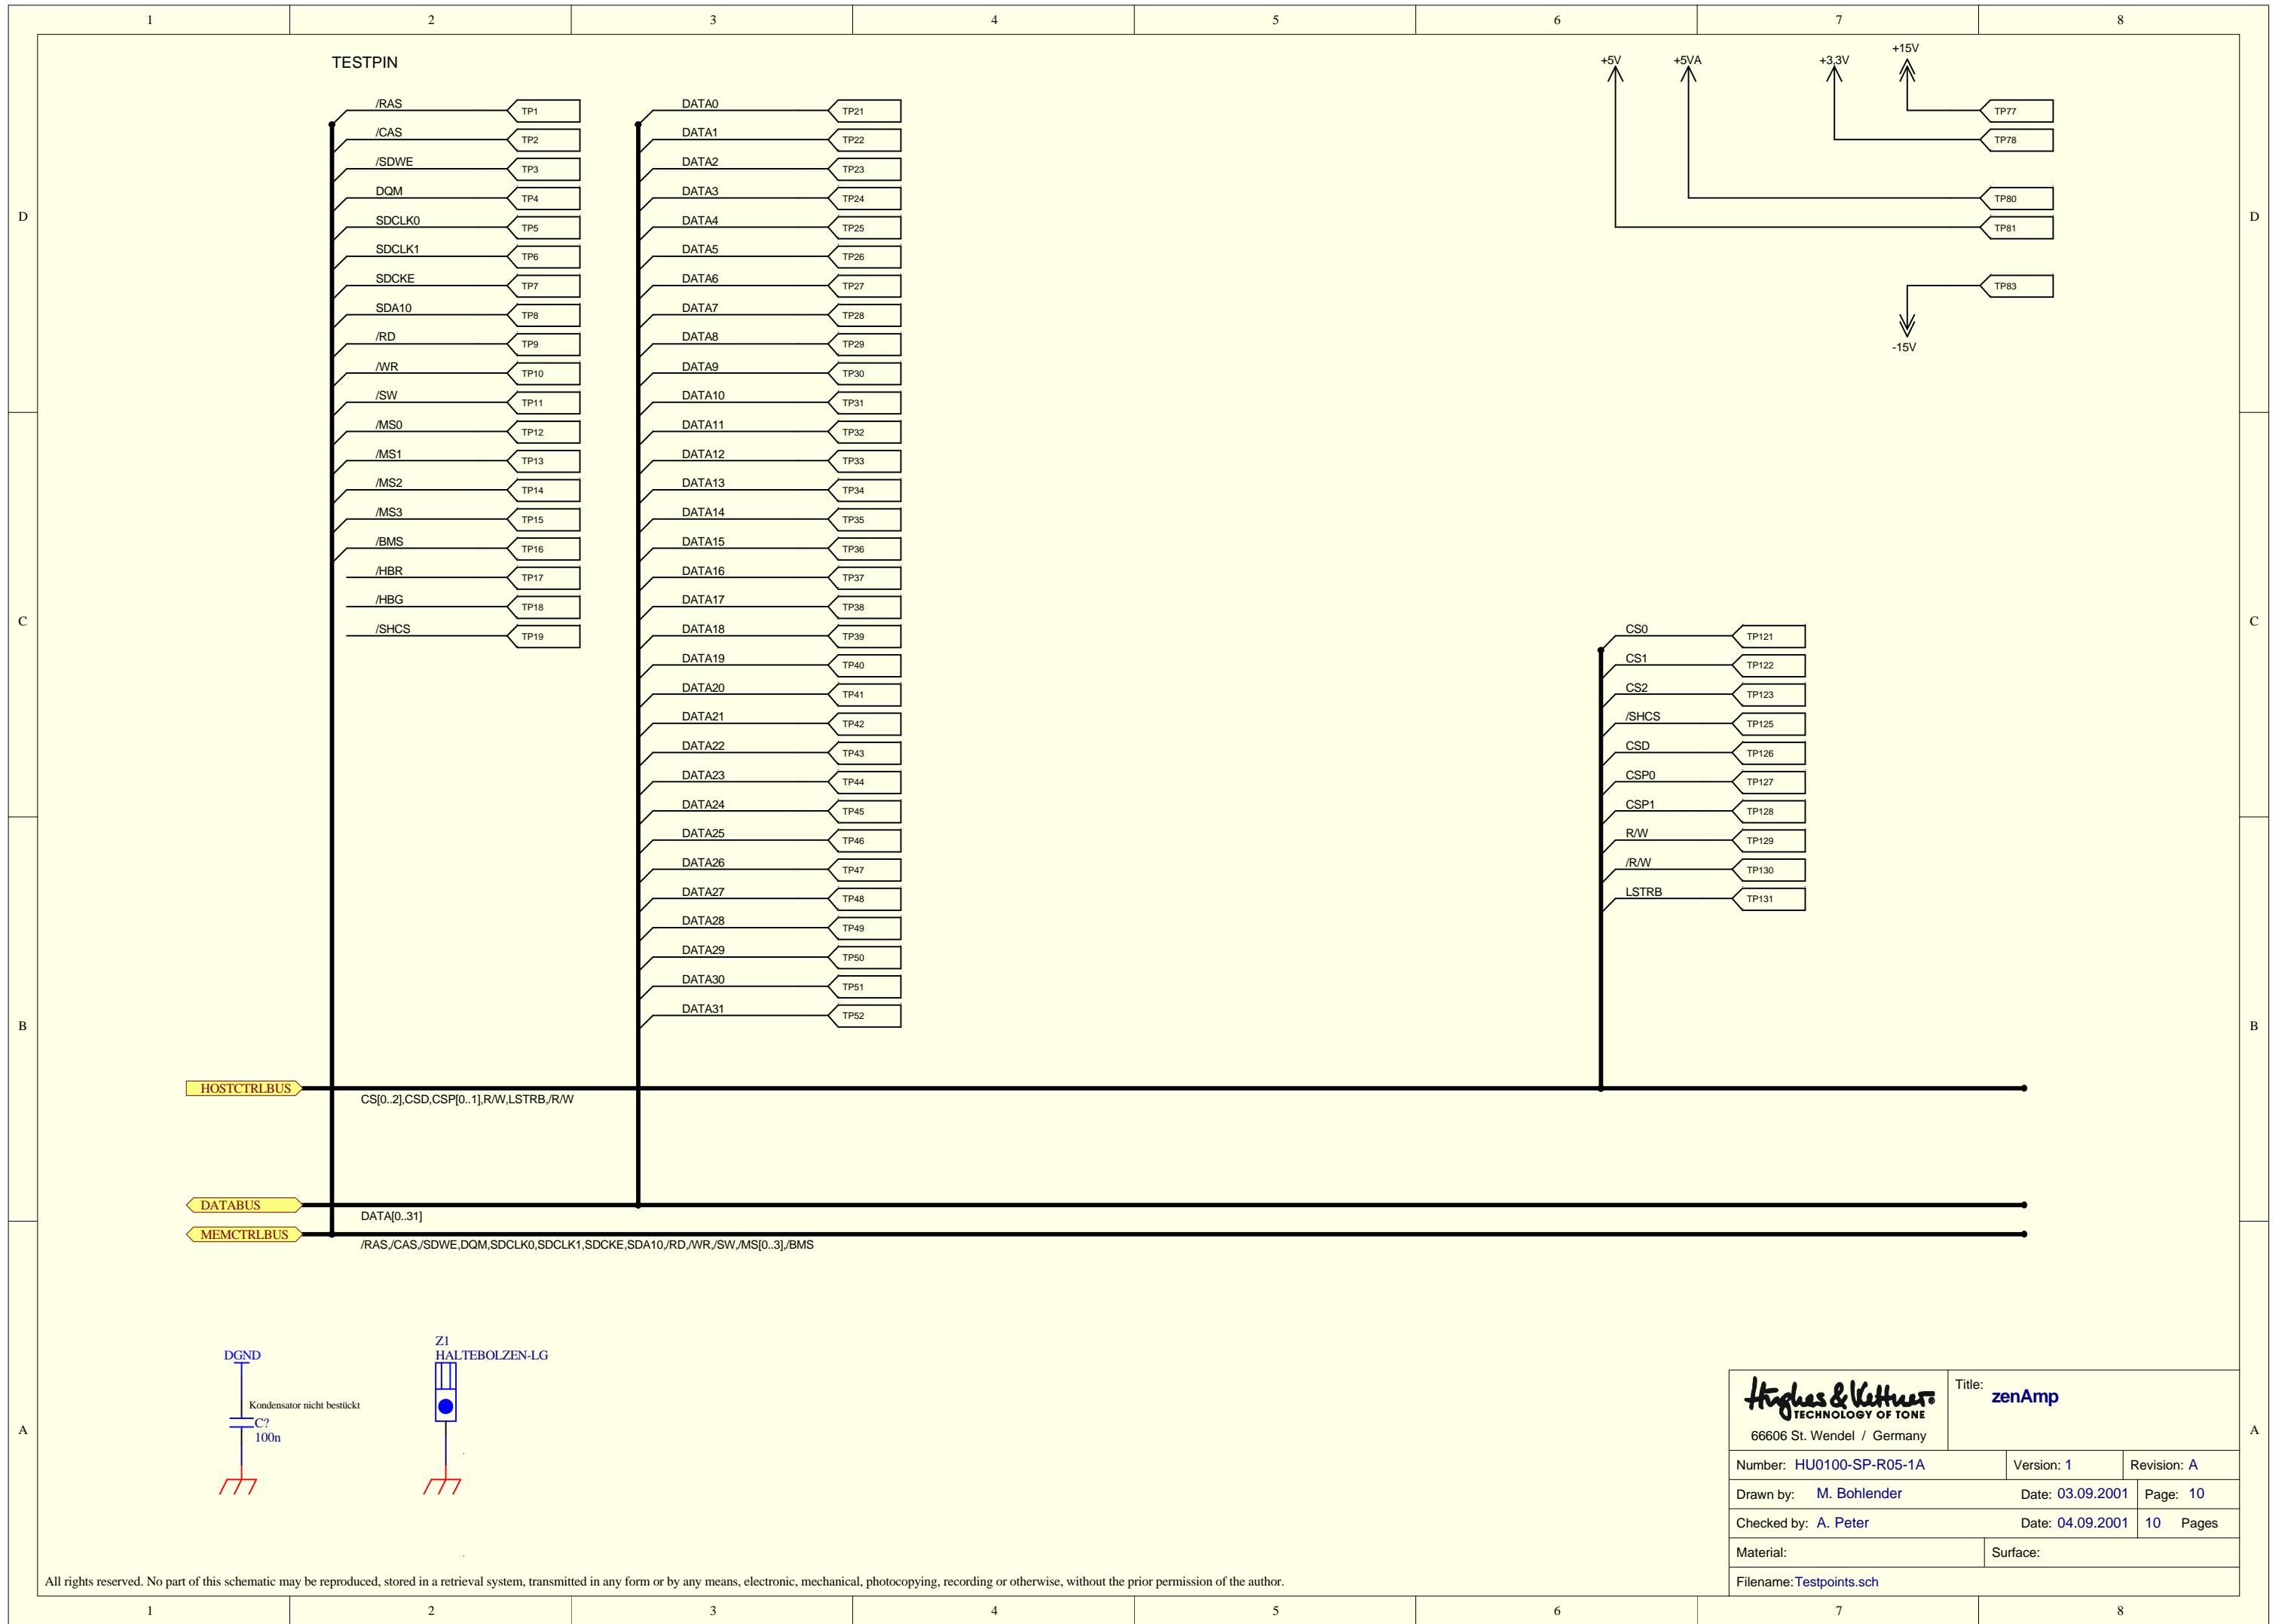 1 2 3 4 5 6 7 8
TESTPIN
/RAS TP1
/CAS TP2
/SDWE TP3
DQM TP4
SDCLK0 TP5
SDCLK1 TP6
SDCKE TP7
SDA10 TP8
/RD TP9
/WR TP10
/SW TP11
/MS0 TP12
/MS1 TP13
/MS2 TP14
/MS3 TP15
/BMS TP16
/HBR TP17
/HBG TP18
/SHCS TP19
DATA0 TP21
DATA1 TP22
DATA2 TP23
DATA3 TP24
DATA4 TP25
DATA5 TP26
DATA6 TP27
DATA7 TP28
DATA8 TP29
DATA9 TP30
DATA10 TP31
DATA11 TP32
DATA12 TP33
DATA13 TP34
DATA14 TP35
DATA15 TP36
DATA16 TP37
DATA17 TP38
DATA18 TP39
DATA19 TP40
DATA20 TP41
DATA21 TP42
DATA22 TP43
DATA23 TP44
DATA24 TP45
DATA25 TP46
DATA26 TP47
DATA27 TP48
DATA28 TP49
DATA29 TP50
DATA30 TP51
DATA31 TP52
+5V +5VA +3,3V +15V
TP77
TP78
TP80
TP81
TP83
-15V
CS0 TP121
CS1 TP122
CS2 TP123
/SHCS TP125
CSD TP126
CSP0 TP127
CSP1 TP128
R/W TP129
/R/W TP130
LSTRB TP131
D D
C C
B B
A A
HOSTCTRLBUS
CS[0..2],CSD,CSP[0..1],R/W,LSTRB,/R/W
DATABUS
DATA[0..31]
MEMCTRLBUS
/RAS,/CAS,/SDWE,DQM,SDCLK0,SDCLK1,SDCKE,SDA10,/RD,/WR,/SW,/MS[0..3],/BMS
DGND
Kondensator nicht bestückt
C?
100n
Z1
HALTEBOLZEN-LG
Hughes & Kettner®
TECHNOLOGY OF TONE
66606 St. Wendel / Germany
Title: zenAmp
Number: HU0100-SP-R05-1A Version: 1 Revision: A
Drawn by: M. Bohlender Date: 03.09.2001 Page: 10
Checked by: A. Peter Date: 04.09.2001 10 Pages
Material: Surface:
Filename: Testpoints.sch
All rights reserved. No part of this schematic may be reproduced, stored in a retrieval system, transmitted in any form or by any means, electronic, mechanical, photocopying, recording or otherwise, without the prior permission of the author.
1 2 3 4 5 6 7 8